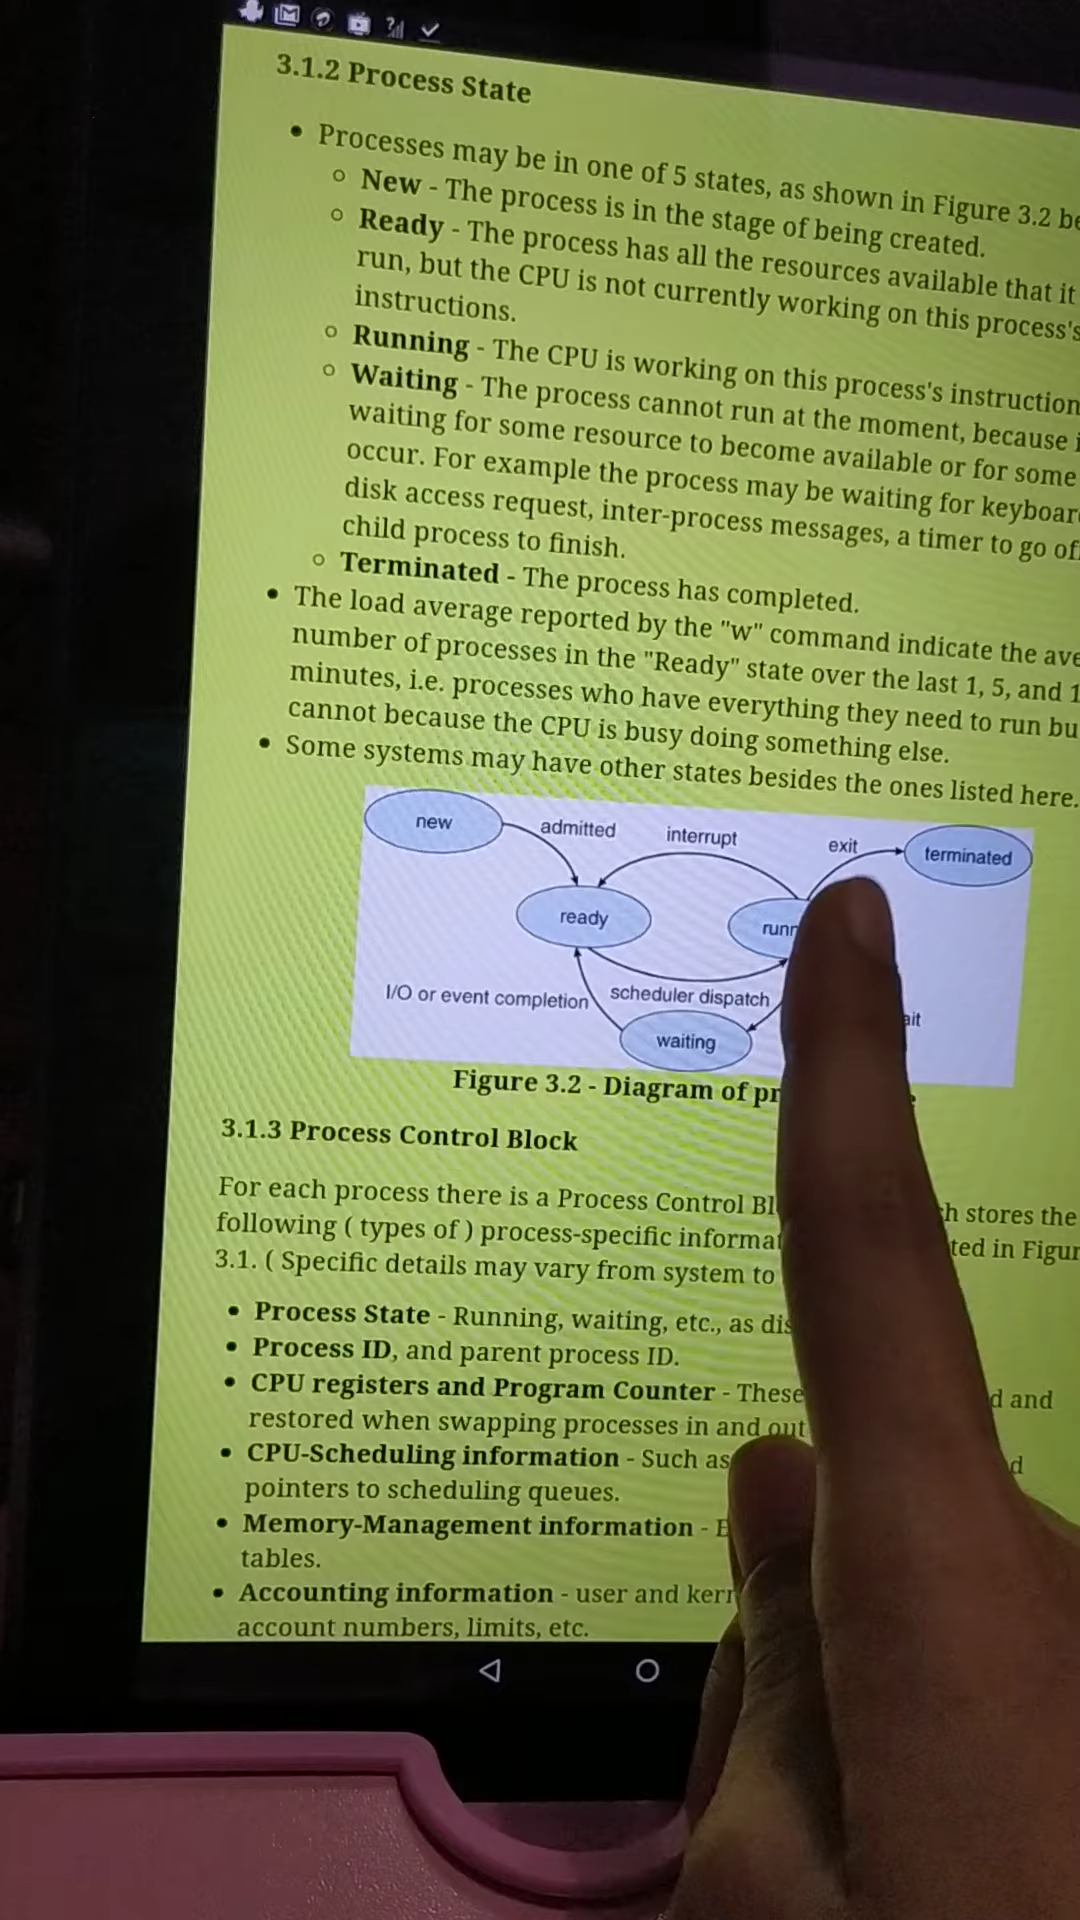 3.1.2 Process State
• Processes may be in one of 5 states, as shown in Figure 3.2
○ New - The process is in the stage of being created.
○ Ready - The process has all the resources available that it
run, but the CPU is not currently working on this process's
instructions.
○ Running - The CPU is working on this process's instruction
○ Waiting - The process cannot run at the moment, because
waiting for some resource to become available or for some
occur. For example the process may be waiting for keyboar
disk access request, inter-process messages, a timer to go of
child process to finish.
○ Terminated - The process has completed.
• The load average reported by the "w" command indicate the ave
number of processes in the "Ready" state over the last 1, 5, and 1
minutes, i.e. processes who have everything they need to run bu
cannot because the CPU is busy doing something else.
• Some systems may have other states besides the ones listed here.
new
admitted
interrupt
exit
terminated
ready
runn
I/O or event completion
scheduler dispatch
ait
waiting
Figure 3.2 - Diagram of pr
3.1.3 Process Control Block
For each process there is a Process Control Bl h stores the
following ( types of ) process-specific informa ted in Figur
3.1. ( Specific details may vary from system to
• Process State - Running, waiting, etc., as dis
• Process ID, and parent process ID.
• CPU registers and Program Counter - These d and
restored when swapping processes in and out
• CPU-Scheduling information - Such as d
pointers to scheduling queues.
• Memory-Management information - E
tables.
• Accounting information - user and kern
account numbers, limits, etc.